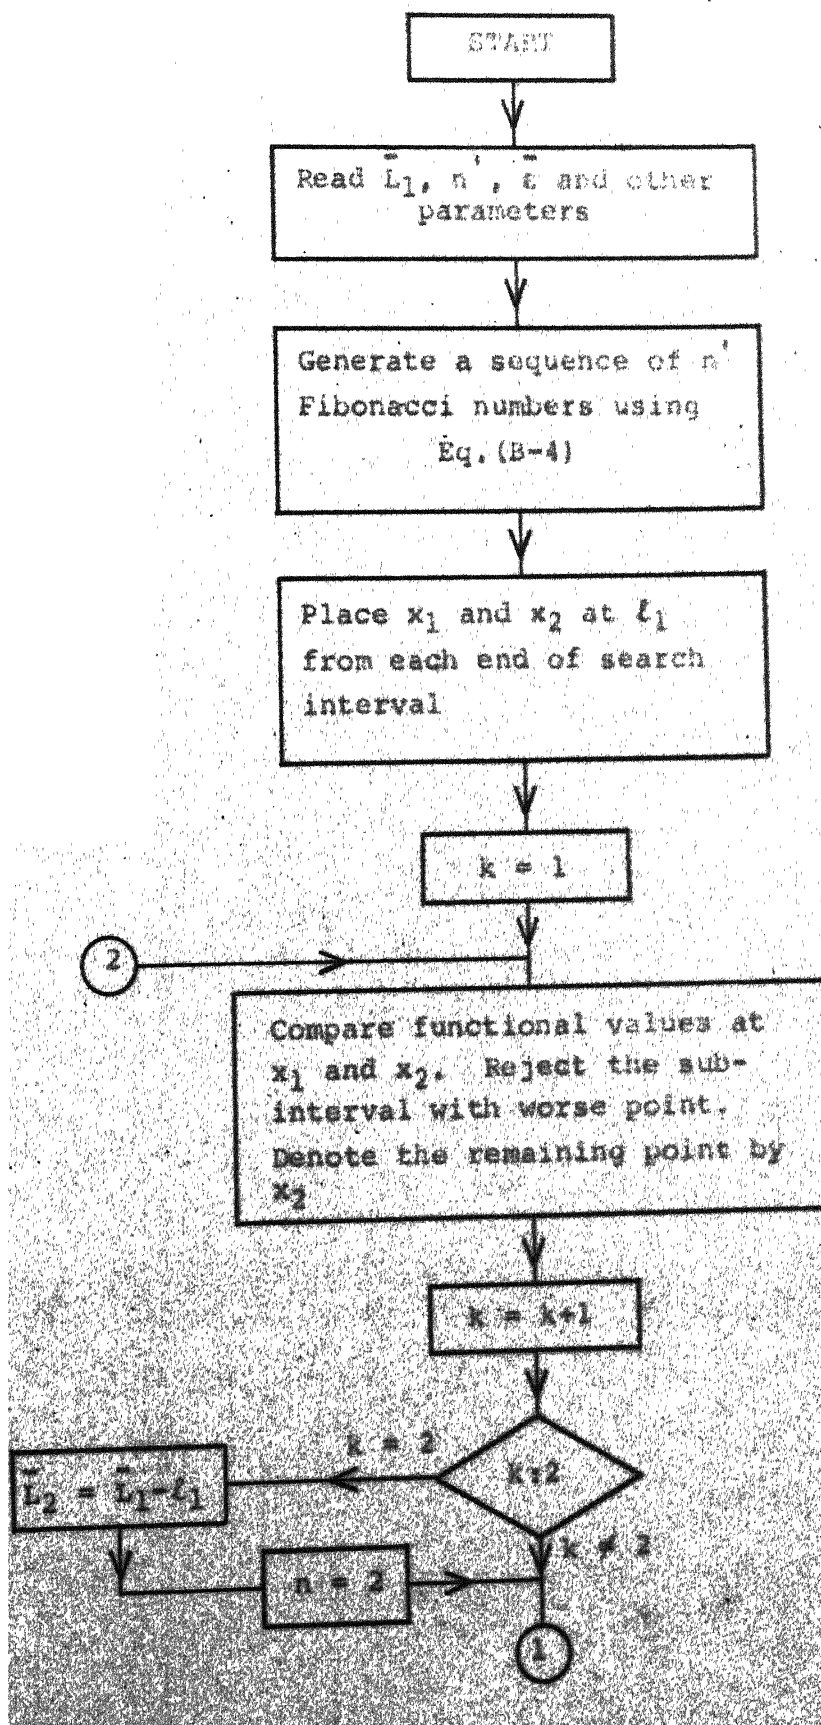 START
Read L̄₁, n', ε̄ and other
parameters
Generate a sequence of n'
Fibonacci numbers using
Eq.(B-4)
Place x₁ and x₂ at ℓ₁
from each end of search
interval
k = 1
2
Compare functional values at
x₁ and x₂. Reject the sub-
interval with worse point.
Denote the remaining point by
x₂
k = k+1
k = 2
k:2
L̄₂ = L̄₁-ℓ₁
k ≠ 2
n = 2
1